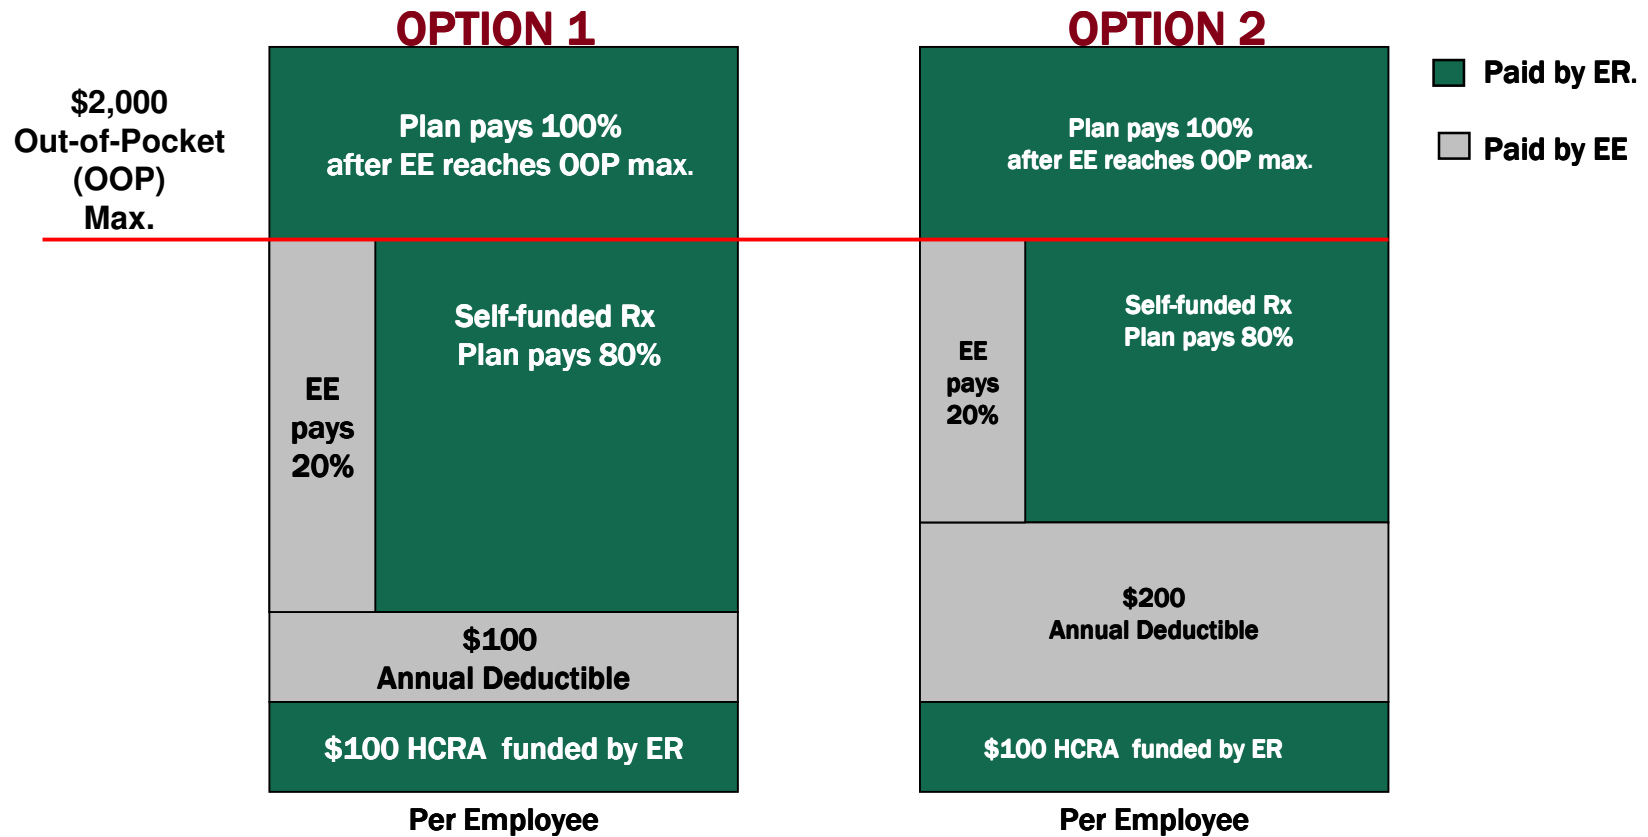 OPTION 1
OPTION 2
$2,000
Out-of-Pocket
(OOP)
Max.
Plan pays 100%
after EE reaches OOP max.
Self-funded Rx
Plan pays 80%
EE
pays
20%
$100
Annual Deductible
$100 HCRA funded by ER
Per Employee
Plan pays 100%
after EE reaches OOP max.
Self-funded Rx
Plan pays 80%
EE
pays
20%
$200
Annual Deductible
$100 HCRA funded by ER
Per Employee
Paid by ER.
Paid by EE